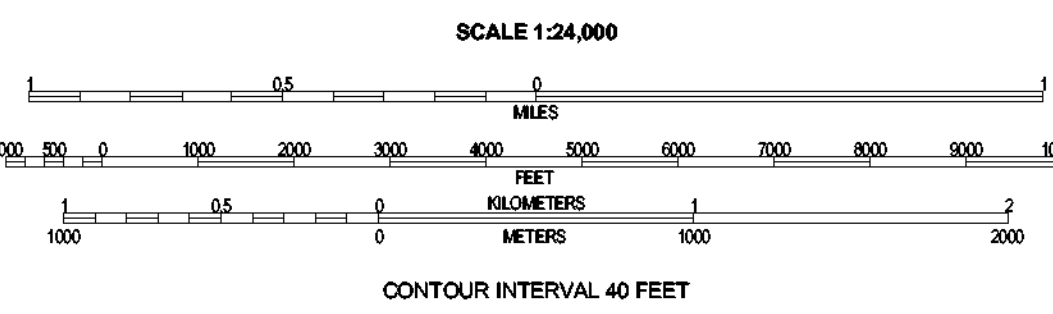 SCALE 1:24,000
1 0.5 0 1
MILES
500 0 1000 2000 3000 4000 5000 6000 7000 8000 9000
FEET
1 0.5 0 KILOMETERS 1 2
1000 0 METERS 1000 2000
CONTOUR INTERVAL 40 FEET